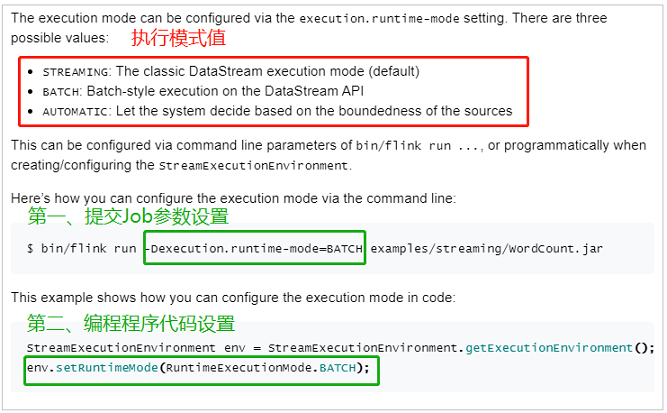 The execution mode can be configured via the execution.runtime-mode setting. There are three
possible values:
执行模式值
• STREAMING: The classic DataStream execution mode (default)
• BATCH: Batch-style execution on the DataStream API
• AUTOMATIC: Let the system decide based on the boundedness of the sources
This can be configured via command line parameters of bin/flink run ..., or programmatically when
creating/configuring the StreamExecutionEnvironment.
Here's how you can configure the execution mode via the command line:
第一、提交Job参数设置
$ bin/flink run -Dexecution.runtime-mode=BATCH examples/streaming/WordCount.jar
This example shows how you can configure the execution mode in code:
第二、编程程序代码设置
StreamExecutionEnvironment env = StreamExecutionEnvironment.getExecutionEnvironment();
env.setRuntimeMode(RuntimeExecutionMode.BATCH);